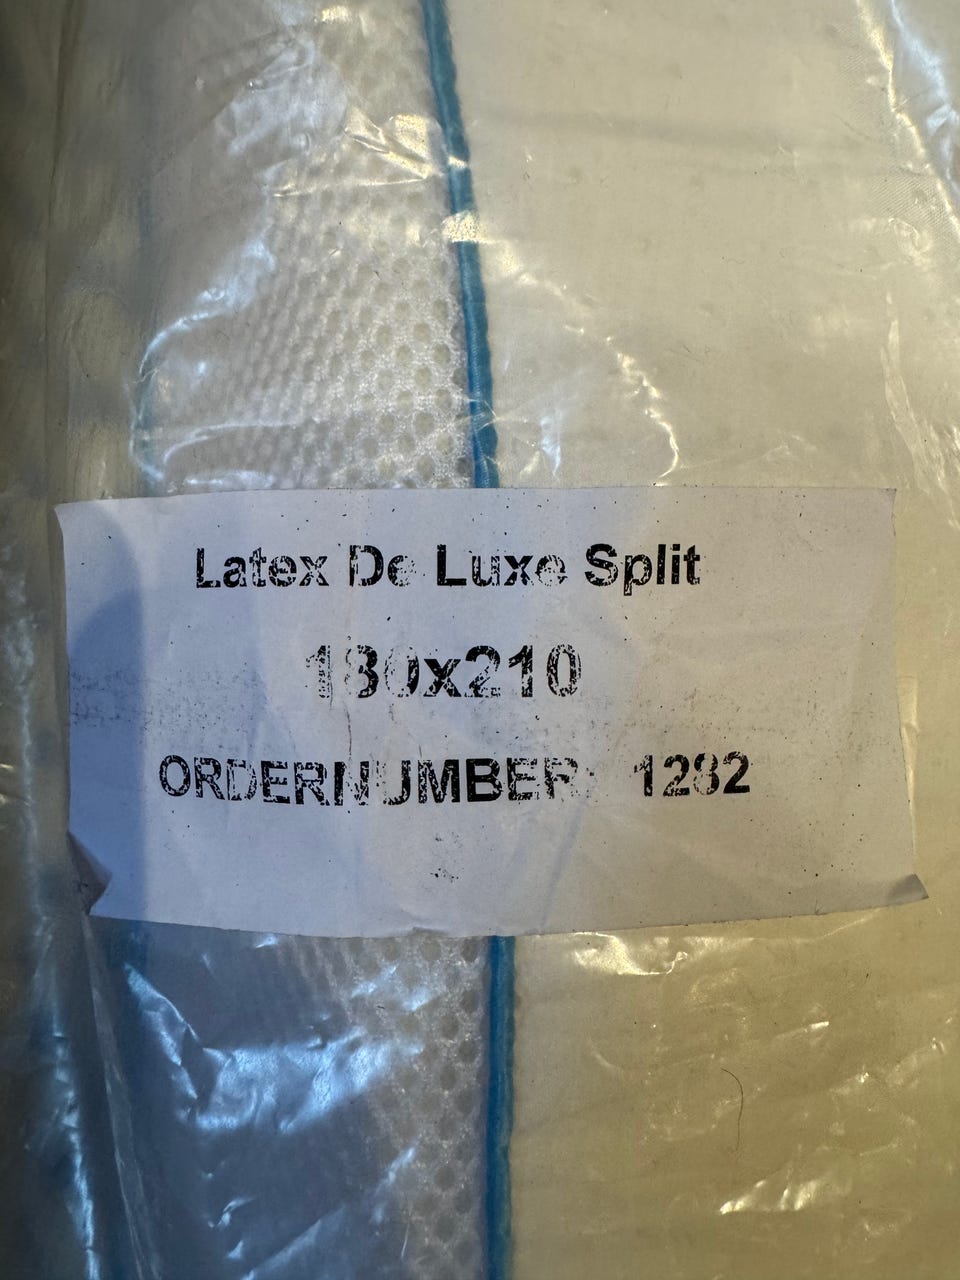 Latex De Luxe Split
180x210
ORDERNUMBER: 1282